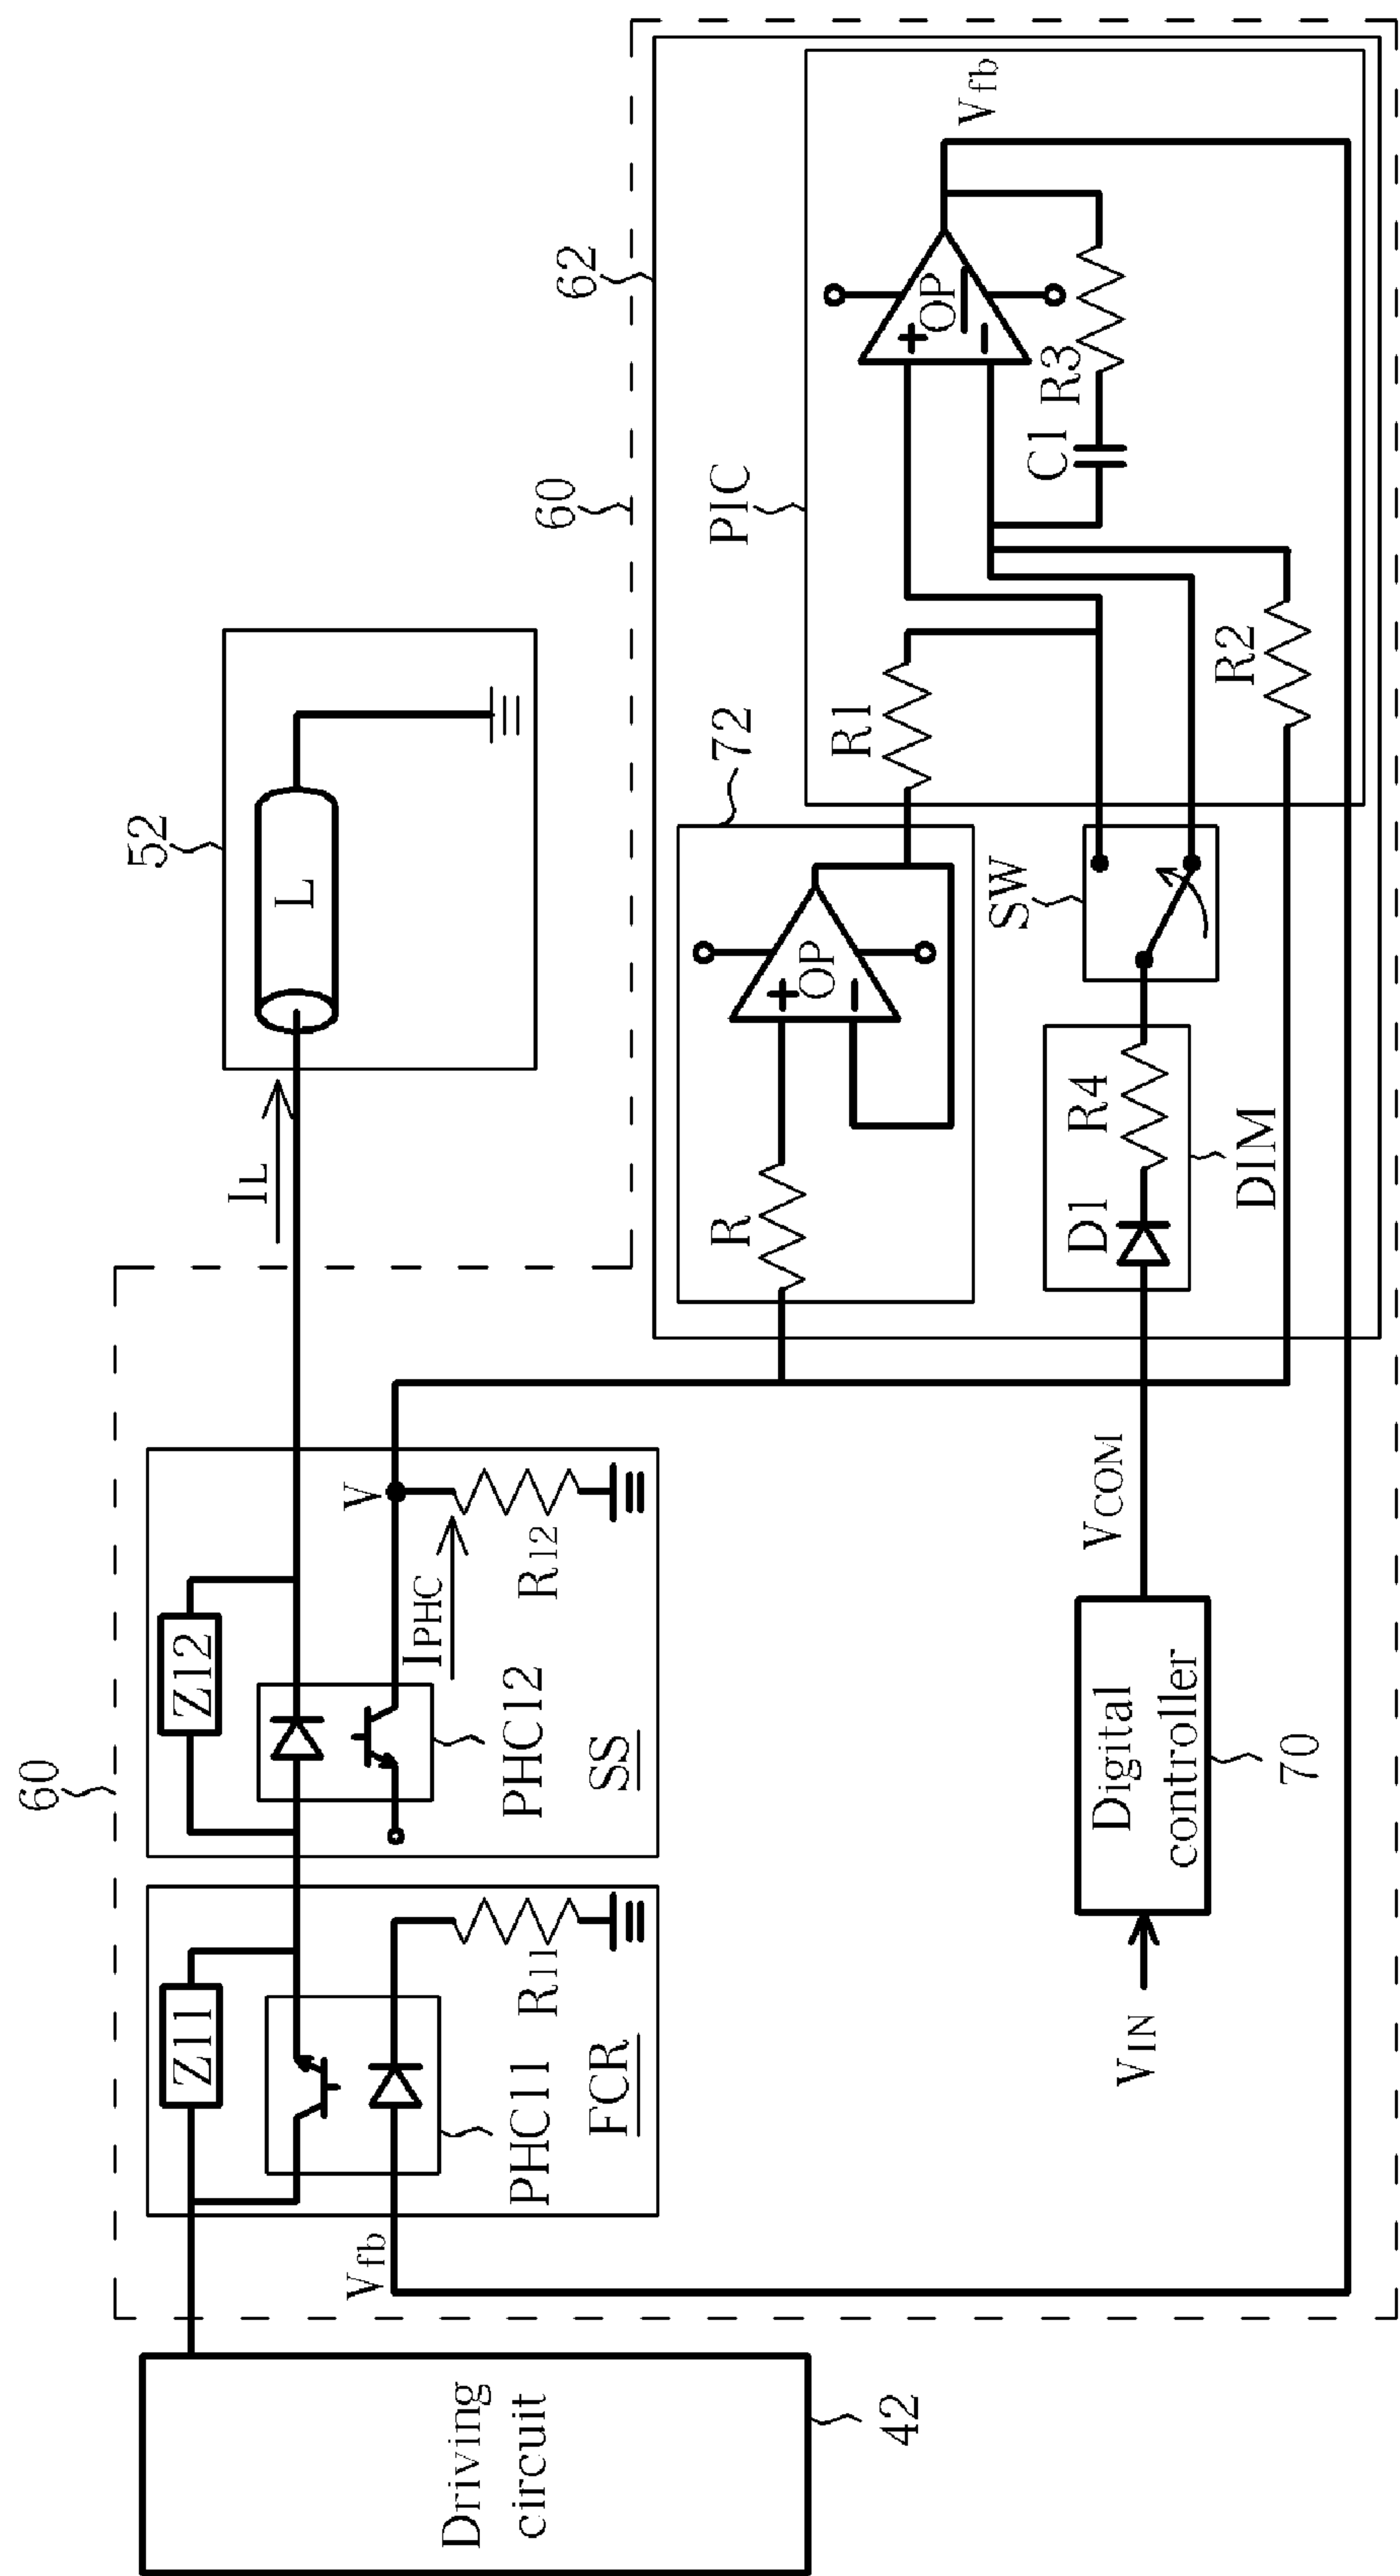 60
52
60
62
Driving
circuit
42
Z11
PHC11
R11
FCR
Vfb
Z12
PHC12
SS
IPHC
V
R12
IL
L
72
R
OP
+
−
PIC
R1
OP
+
−
Vfb
C1
R3
SW
R2
D1
R4
DIM
VIN
Digital
controller
70
VCOM